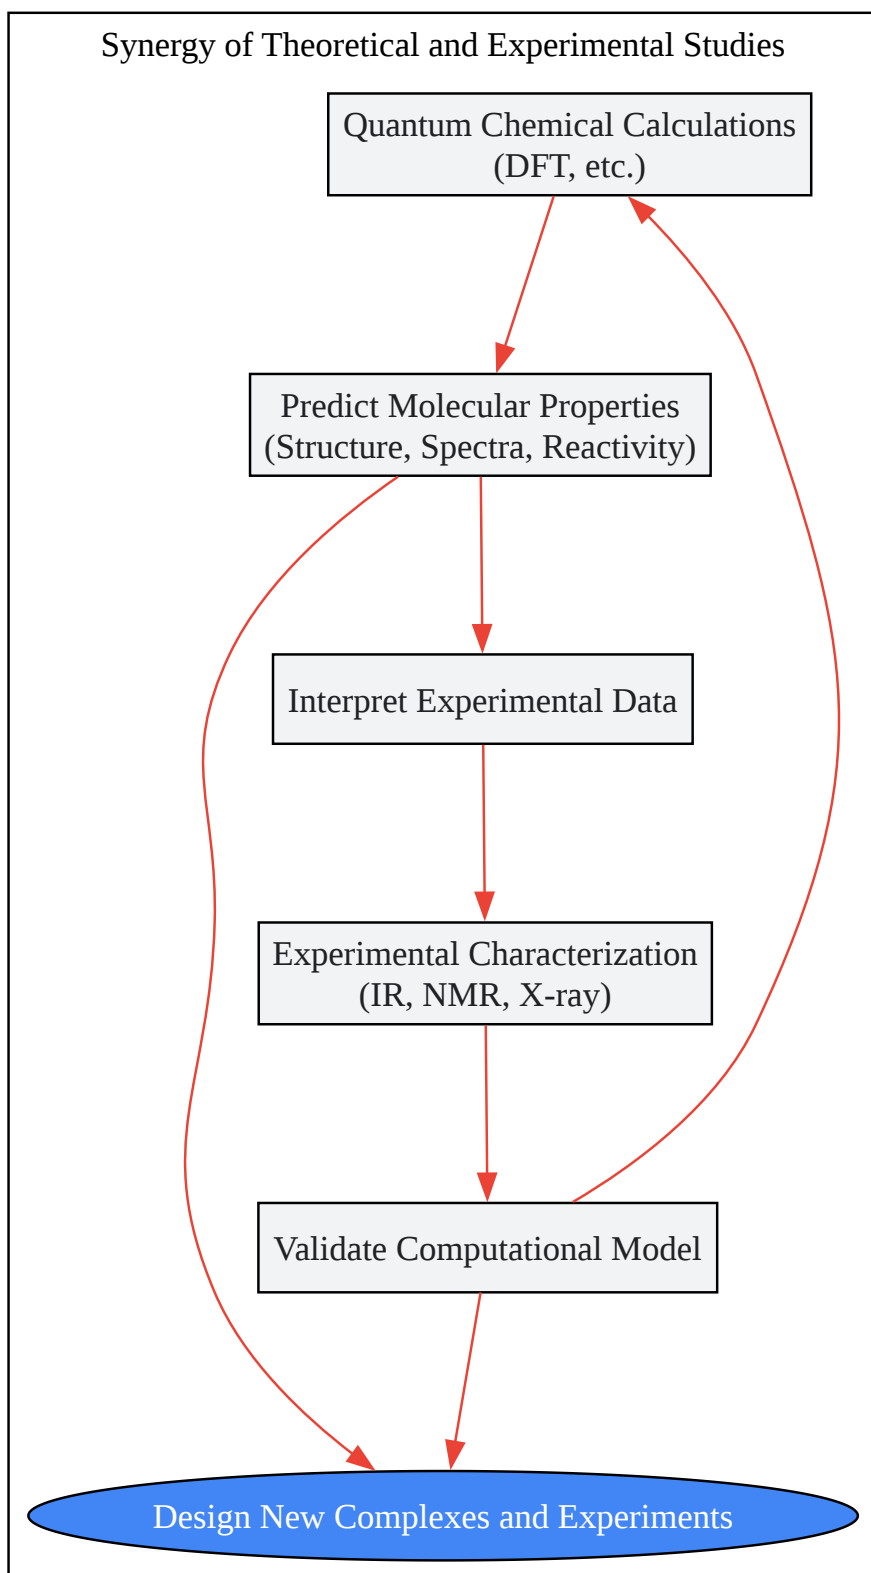 Synergy of Theoretical and Experimental Studies
Quantum Chemical Calculations
(DFT, etc.)
Predict Molecular Properties
(Structure, Spectra, Reactivity)
Interpret Experimental Data
Experimental Characterization
(IR, NMR, X-ray)
Validate Computational Model
Design New Complexes and Experiments